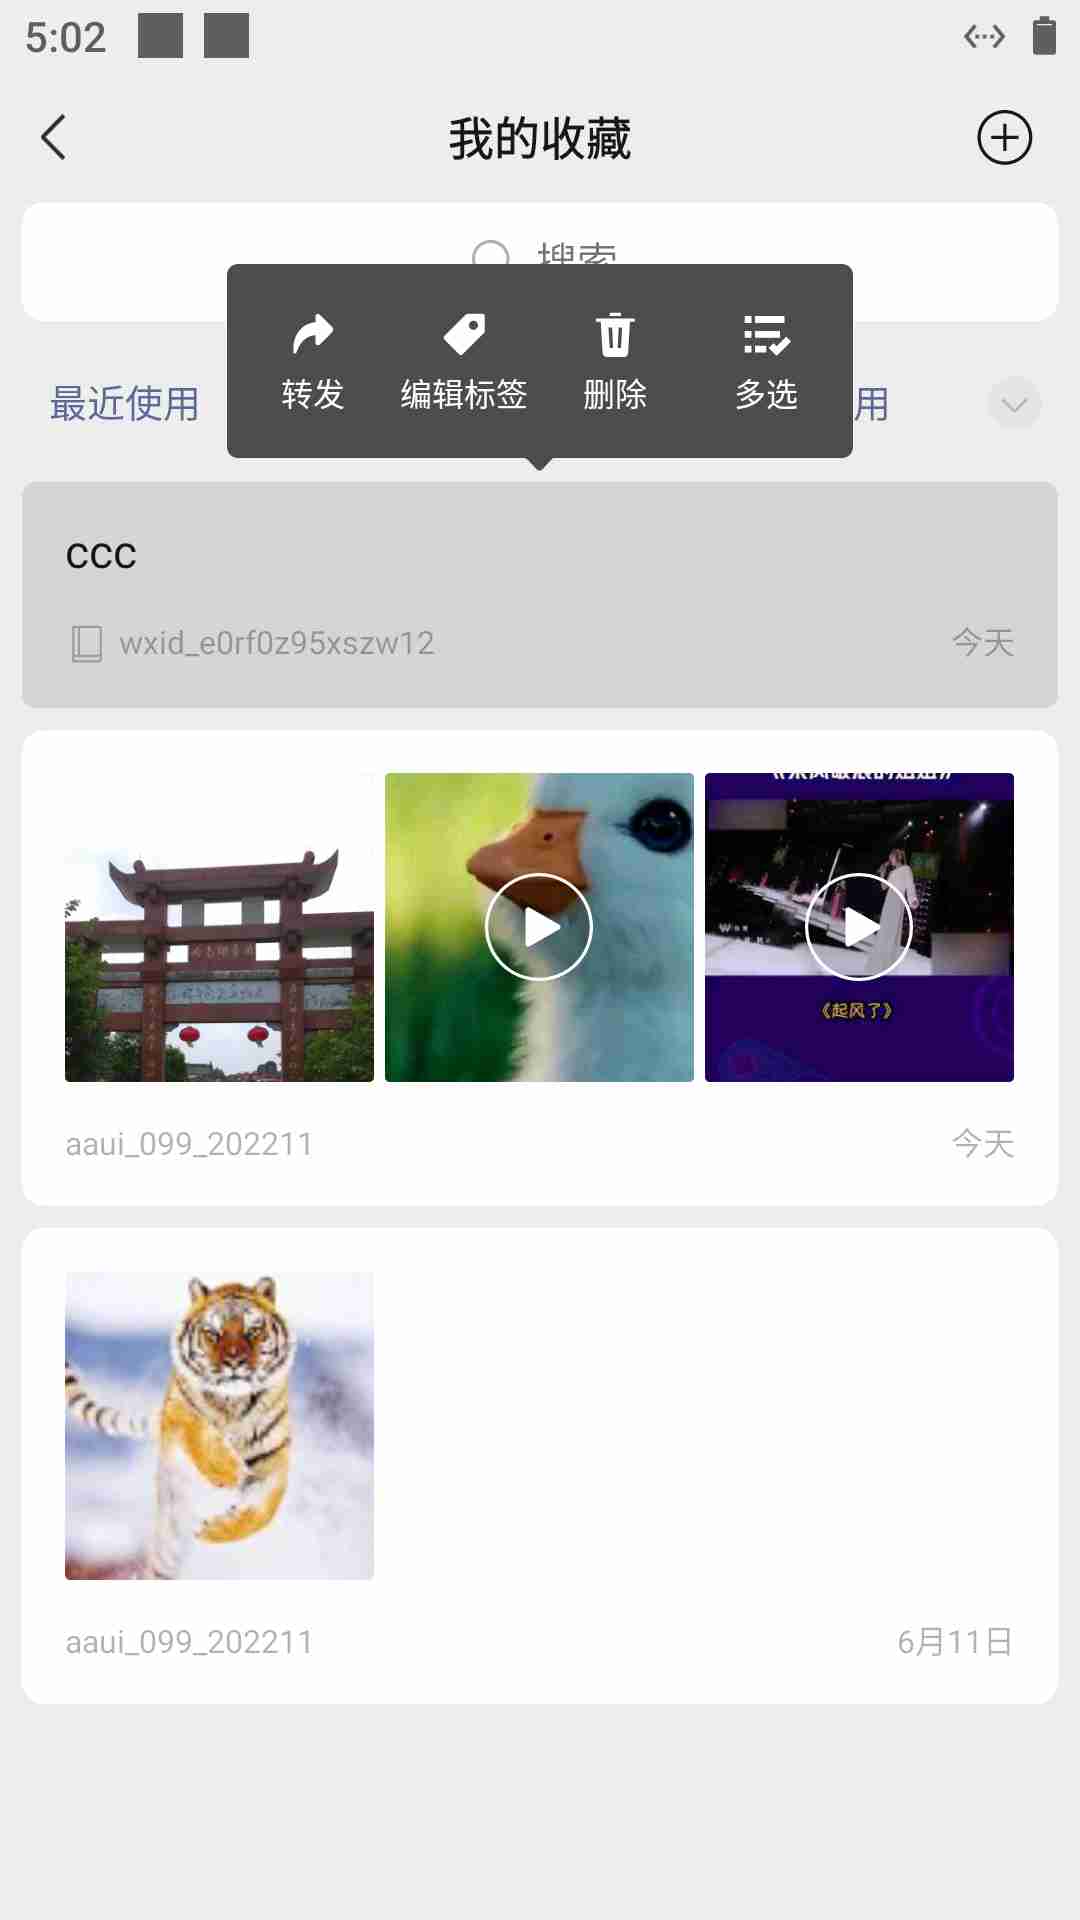 5:02
我的收藏
搜索
转发 编辑标签 删除 多选
最近使用 用
ccc
wxid_e0rf0z95xszw12 今天
《起风了》
aaui_099_202211 今天
aaui_099_202211 6月11日